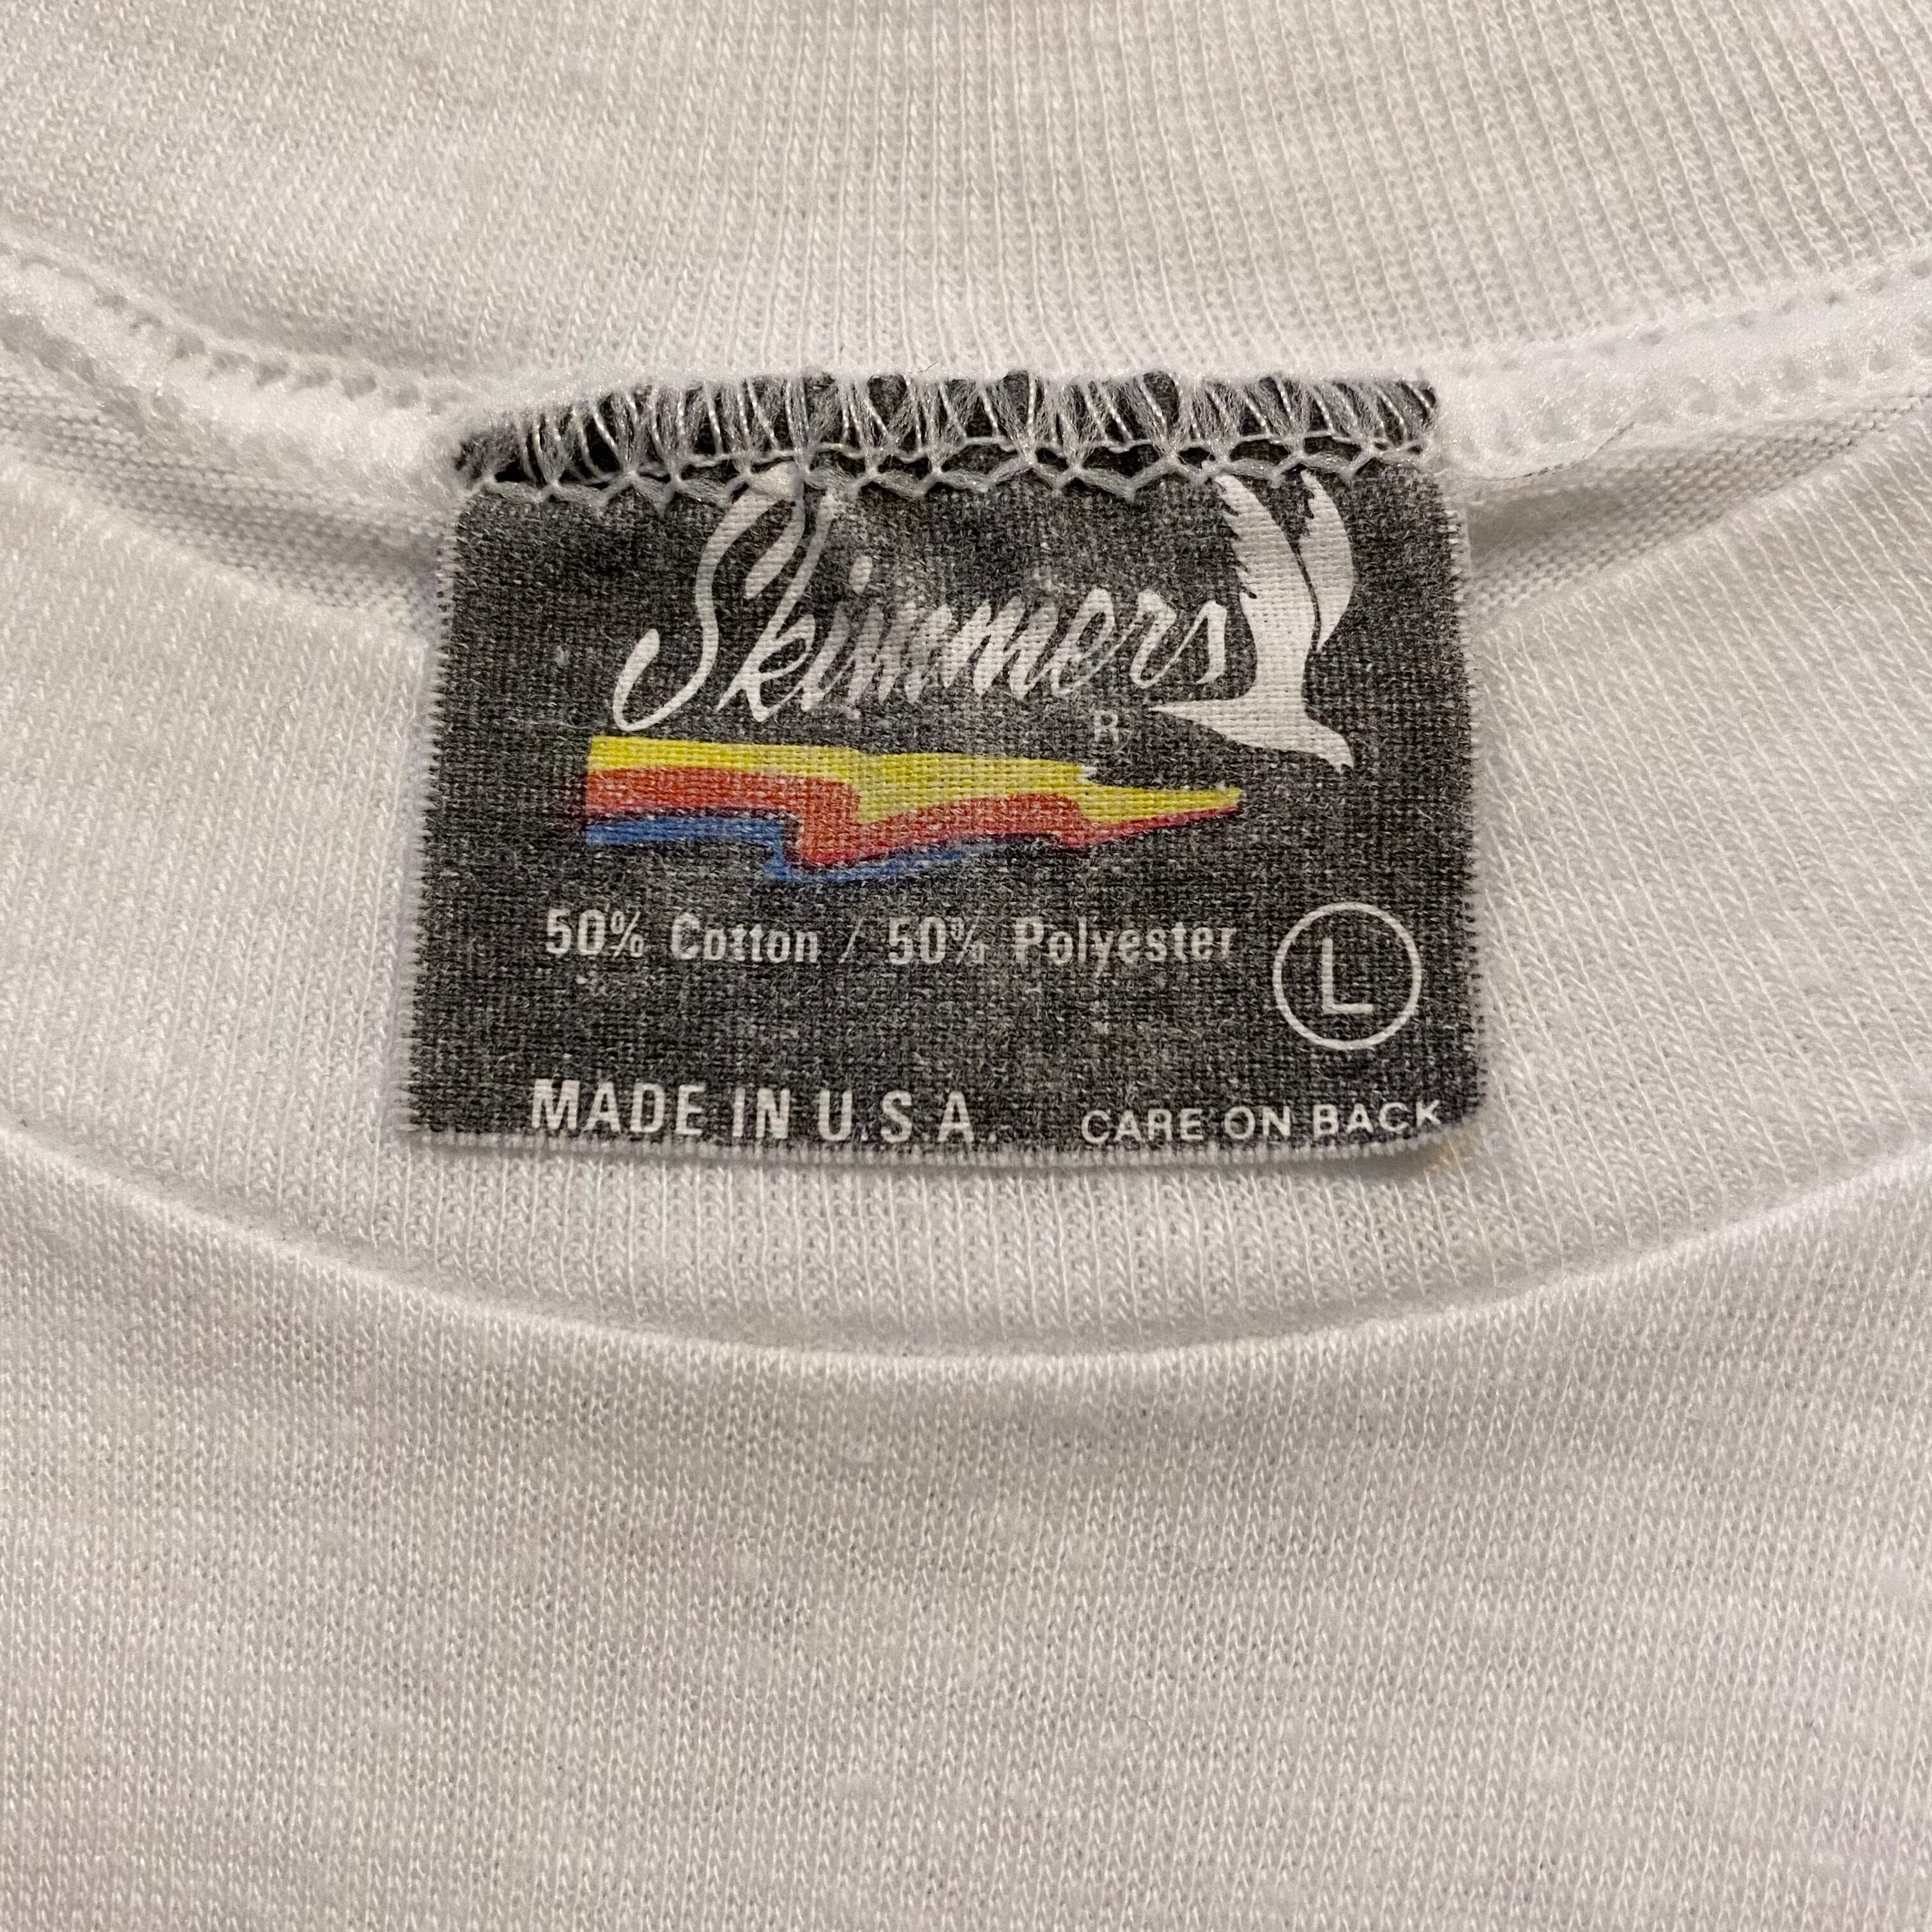 Skimmers
R
50% Cotton / 50% Polyester
L
MADE IN U.S.A. CARE ON BACK